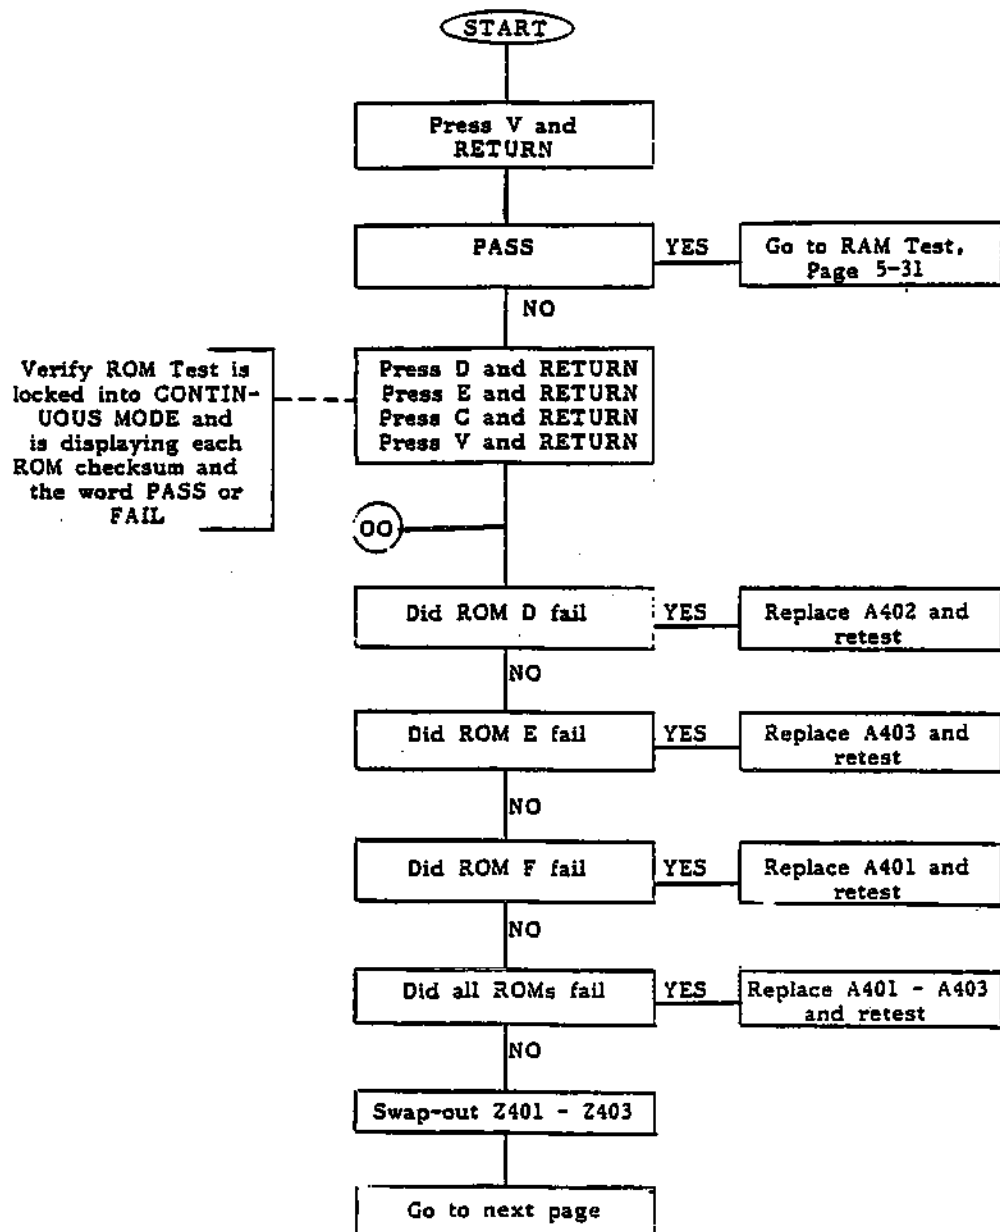 START
Press V and
RETURN
PASS
YES
Go to RAM Test,
Page 5-31
NO
Verify ROM Test is
locked into CONTIN-
UOUS MODE and
is displaying each
ROM checksum and
the word PASS or
FAIL
Press D and RETURN
Press E and RETURN
Press C and RETURN
Press V and RETURN
OO
Did ROM D fail
YES
Replace A402 and
retest
NO
Did ROM E fail
YES
Replace A403 and
retest
NO
Did ROM F fail
YES
Replace A401 and
retest
NO
Did all ROMs fail
YES
Replace A401 - A403
and retest
NO
Swap-out Z401 - Z403
Go to next page